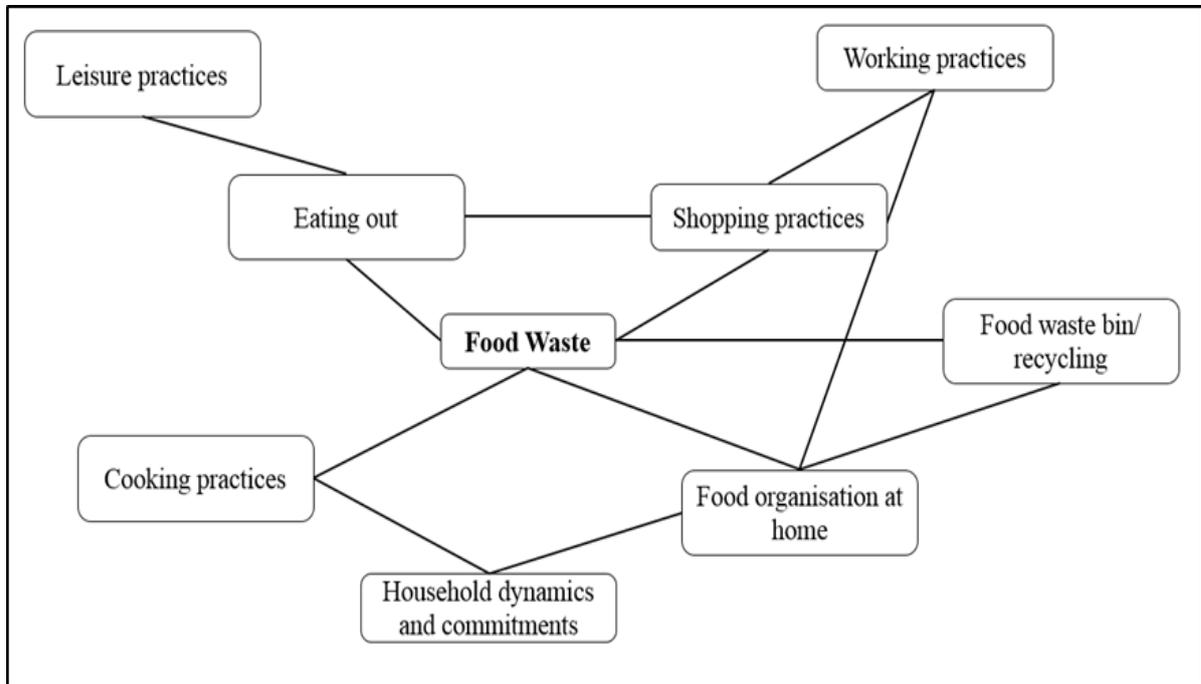 Leisure practices
Working practices
Eating out
Shopping practices
Food Waste
Food waste bin/
recycling
Cooking practices
Food organisation at
home
Household dynamics
and commitments